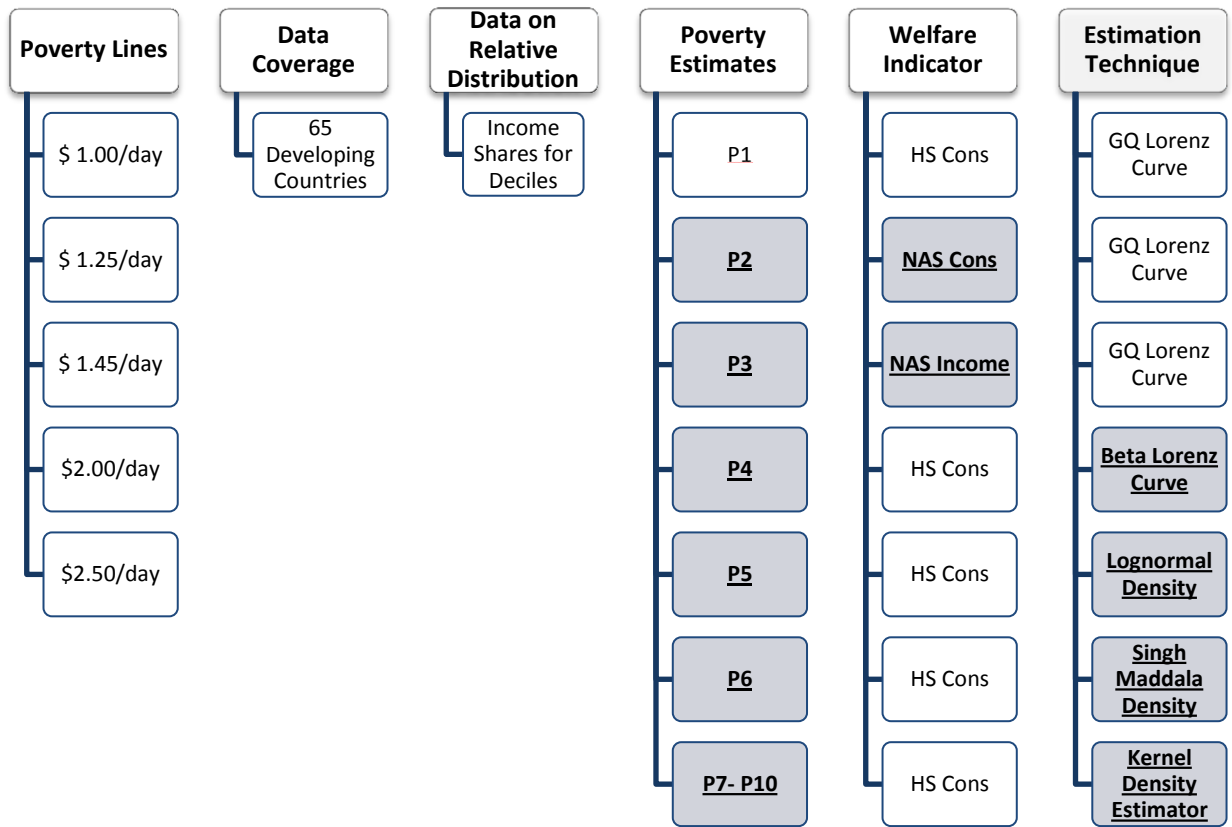 Poverty Lines
$ 1.00/day
$ 1.25/day
$ 1.45/day
$2.00/day
$2.50/day
Data
Coverage
65
Developing
Countries
Data on
Relative
Distribution
Income
Shares for
Deciles
Poverty
Estimates
P1
P2
P3
P4
P5
P6
P7- P10
Welfare
Indicator
HS Cons
NAS Cons
NAS Income
HS Cons
HS Cons
HS Cons
HS Cons
Estimation
Technique
GQ Lorenz
Curve
GQ Lorenz
Curve
GQ Lorenz
Curve
Beta Lorenz
Curve
Lognormal
Density
Singh
Maddala
Density
Kernel
Density
Estimator